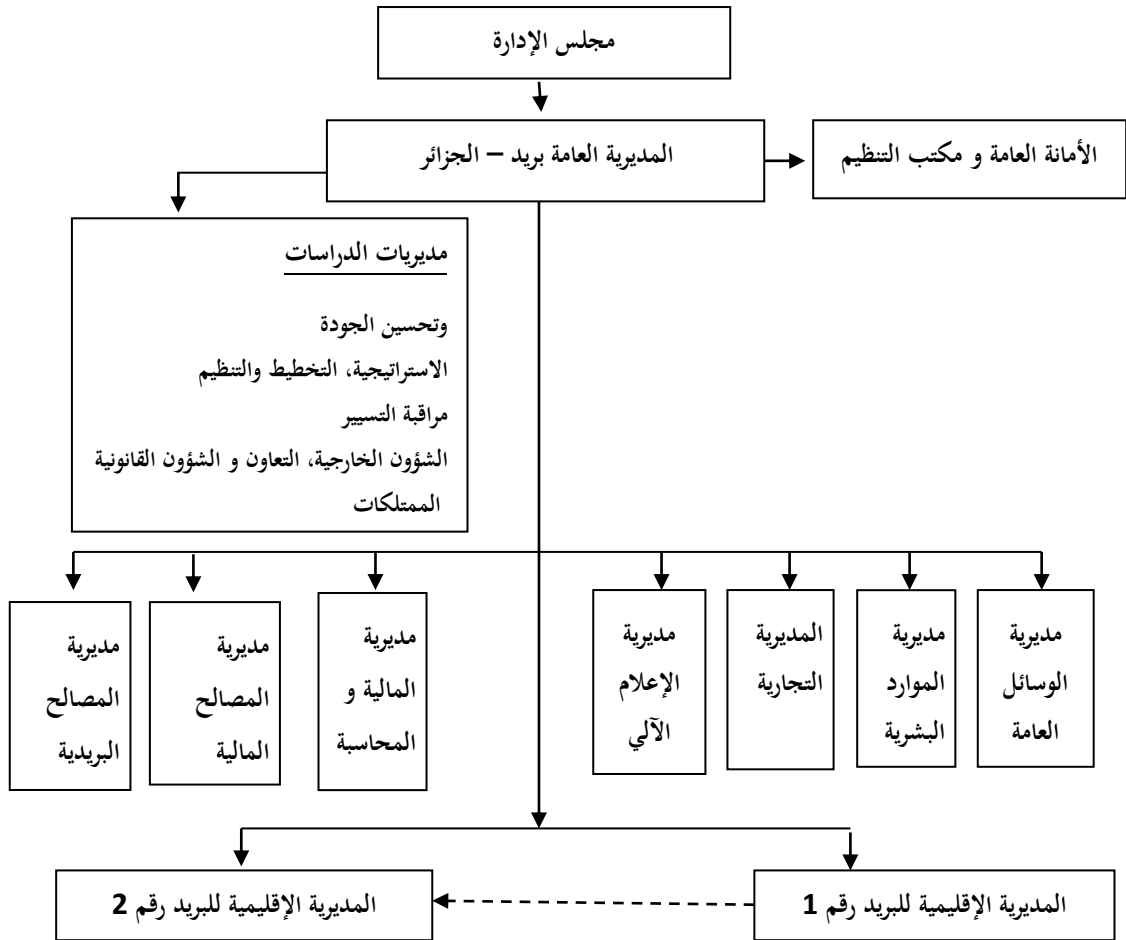 مجلس الإدارة
المديرية العامة بريد – الجزائر
الأمانة العامة و مكتب التنظيم
مديريات الدراسات
وتحسين الجودة
الاستراتيجية، التخطيط والتنظيم
مراقبة التسيير
الشؤون الخارجية، التعاون و الشؤون القانونية
الممتلكات
مديرية
الوسائل
العامة
مديرية
الموارد
البشرية
المديرية
التجارية
مديرية
الإعلام
الآلي
مديرية
المالية و
المحاسبة
مديرية
المصالح
المالية
مديرية
المصالح
البريدية
المديرية الإقليمية للبريد رقم 1
المديرية الإقليمية للبريد رقم 2